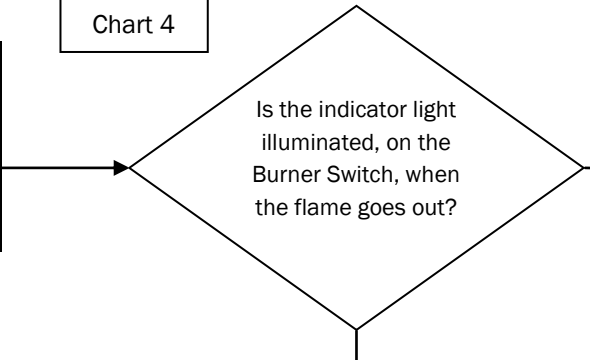 Chart 4
Is the indicator light
illuminated, on the
Burner Switch, when
the flame goes out?